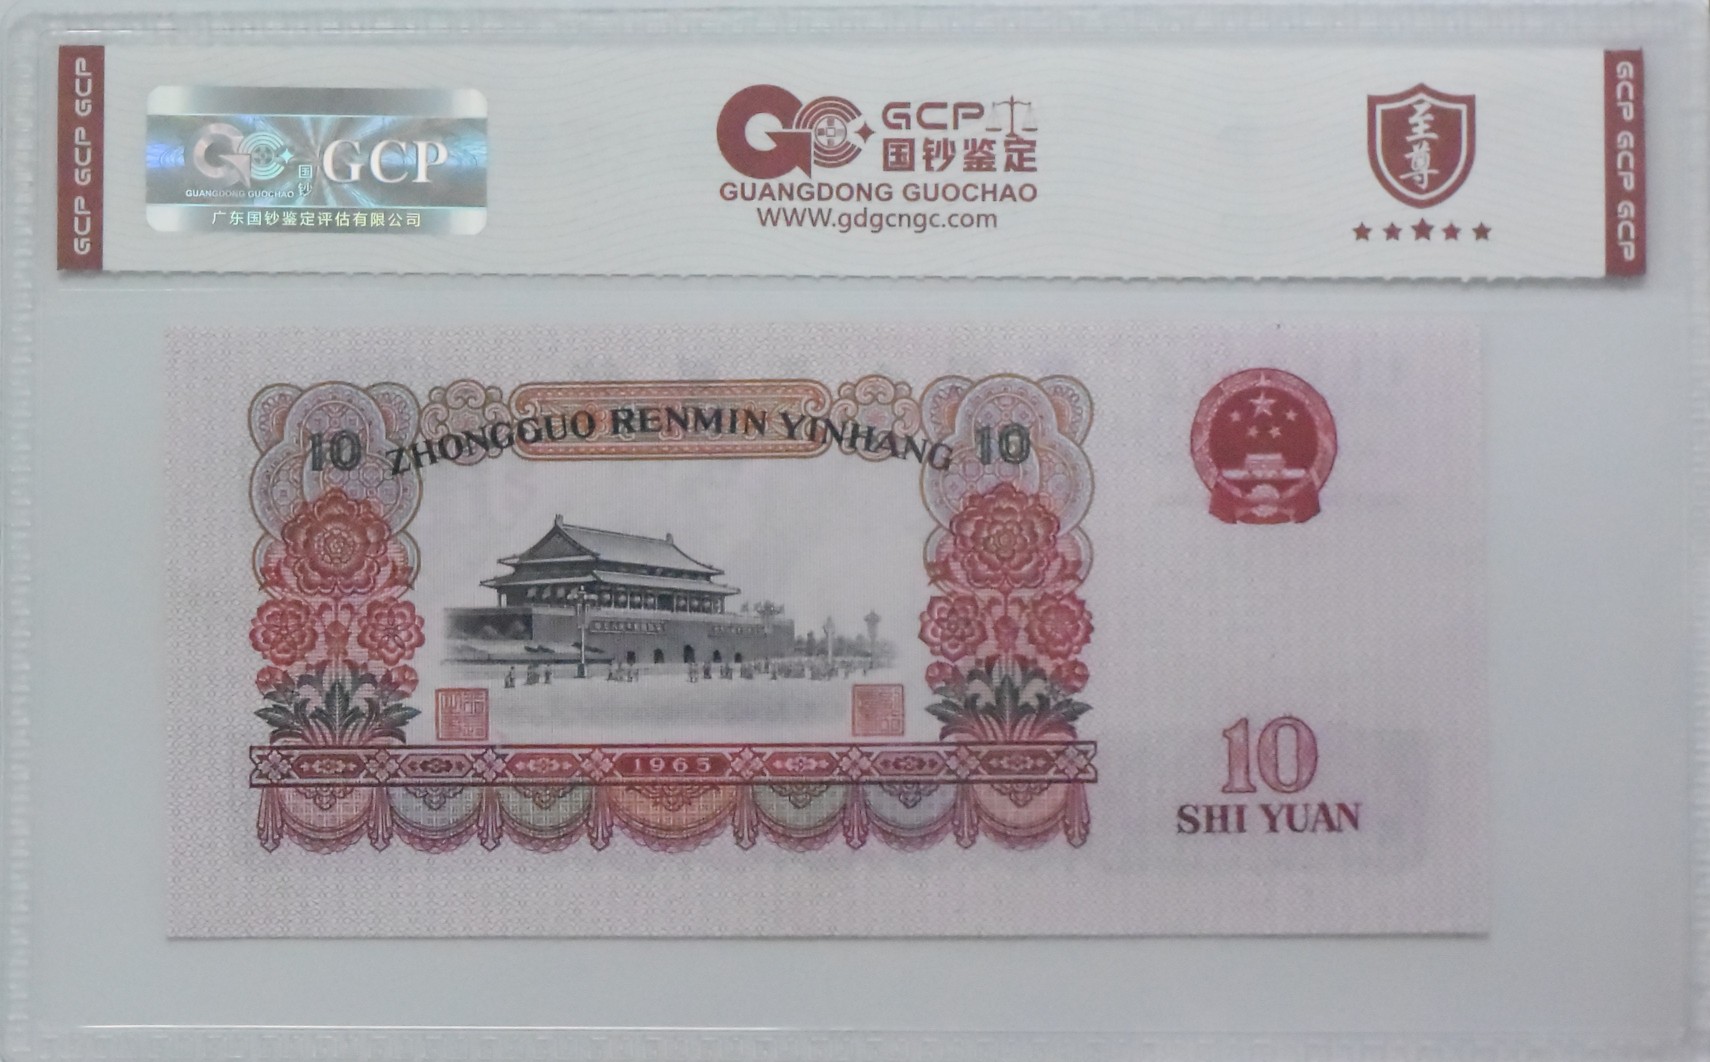 GCP GCP GCP
GUANGDONG GUOCHAO
国钞
GCP
广东国钞鉴定评估有限公司
GCP
国钞鉴定
GUANGDONG GUOCHAO
WWW.gdgcngc.com
至尊
GCP GCP GCP
10 ZHONGGUO RENMIN YINHANG 10
1965
10
SHI YUAN